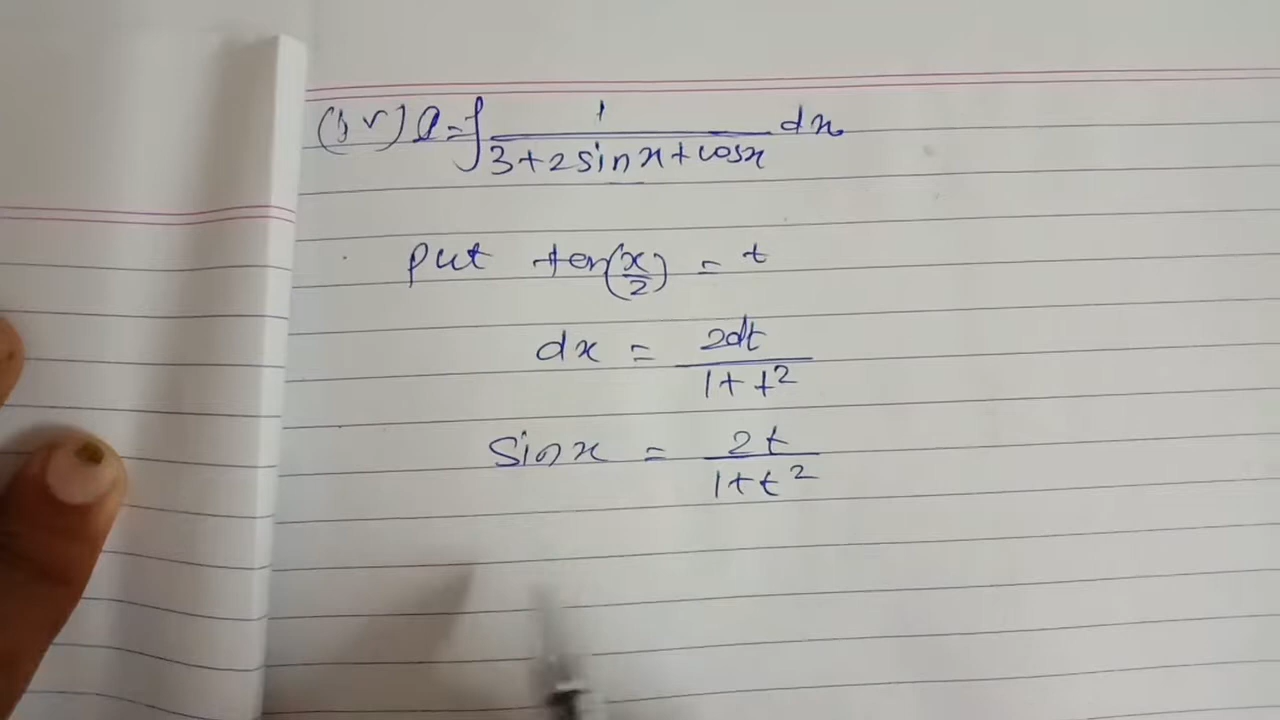 (iv) I = ∫ 1 / (3+2sinx+cosx) dx
put tan(x/2) = t
dx = 2dt / (1+t²)
Sinx = 2t / (1+t²)